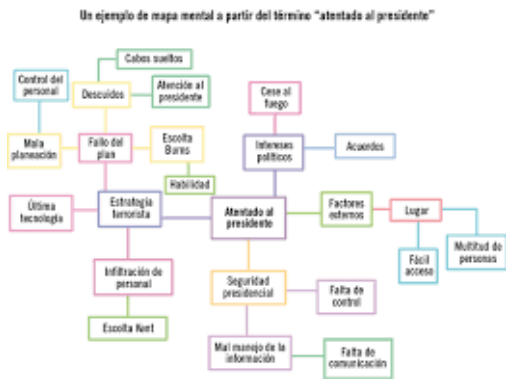 Un ejemplo de mapa mental a partir del término "atentado al presidente"
Cabos sueltos
Control del
personal
Descuidos
Atención al
presidente
Cese al
fuego
Mala
planeación
Fallo del
plan
Escolta
Bures
Intereses
políticos
Acuerdos
Habilidad
Última
tecnología
Estrategia
terrorista
Atentado al
presidente
Factores
externos
Lugar
Fácil
acceso
Multitud de
personas
Infiltración de
personal
Seguridad
presidencial
Falta de
control
Escolta Kent
Mal manejo de la
información
Falta de
comunicación